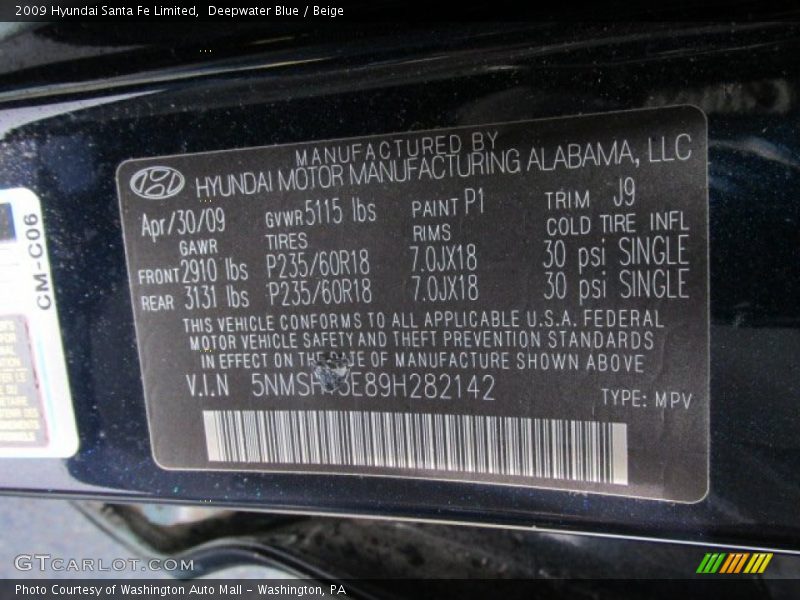 2009 Hyundai Santa Fe Limited, Deepwater Blue / Beige
MANUFACTURED BY
HYUNDAI MOTOR MANUFACTURING ALABAMA, LLC
Apr/30/09 GVWR 5115 lbs PAINT P1 TRIM J9
GAWR TIRES RIMS COLD TIRE INFL
FRONT 2910 lbs P235/60R18 7.0JX18 30 psi SINGLE
REAR 3131 lbs P235/60R18 7.0JX18 30 psi SINGLE
THIS VEHICLE CONFORMS TO ALL APPLICABLE U.S.A. FEDERAL
MOTOR VEHICLE SAFETY AND THEFT PREVENTION STANDARDS
IN EFFECT ON OF MANUFACTURE SHOWN ABOVE
V.I.N
TYPE: MPV
CM-C06
GTCARLOT.COM
Photo Courtesy of Washington Auto Mall - Washington, PA